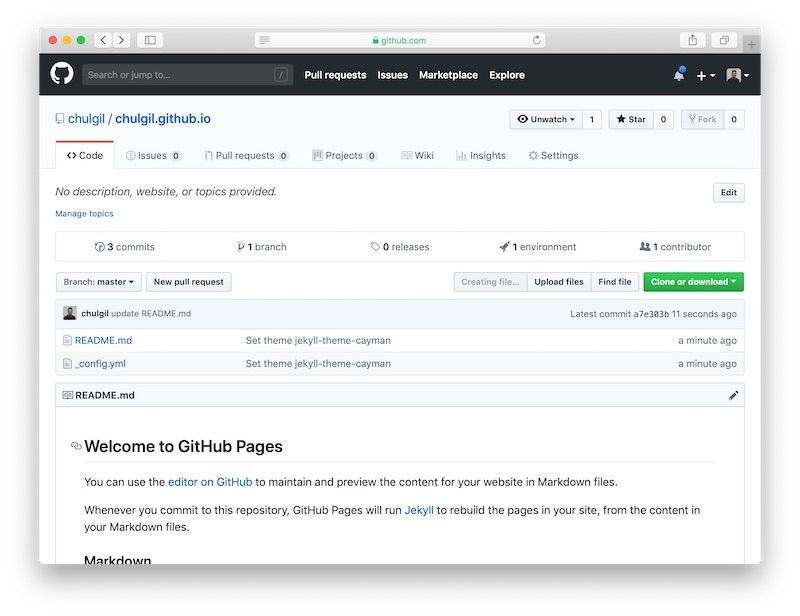 github.com
Search or jump to... /
Pull requests Issues Marketplace Explore
chulgil / chulgil.github.io
Unwatch 1 Star 0 Fork 0
Code Issues 0 Pull requests 0 Projects 0 Wiki Insights Settings
No description, website, or topics provided.
Edit
Manage topics
3 commits 1 branch 0 releases 1 environment 1 contributor
Branch: master New pull request Creating file... Upload files Find file Clone or download
chulgil update README.md Latest commit a7e303b 11 seconds ago
README.md Set theme jekyll-theme-cayman a minute ago
_config.yml Set theme jekyll-theme-cayman a minute ago
README.md
Welcome to GitHub Pages
You can use the editor on GitHub to maintain and preview the content for your website in Markdown files.
Whenever you commit to this repository, GitHub Pages will run Jekyll to rebuild the pages in your site, from the content in
your Markdown files.
Markdown